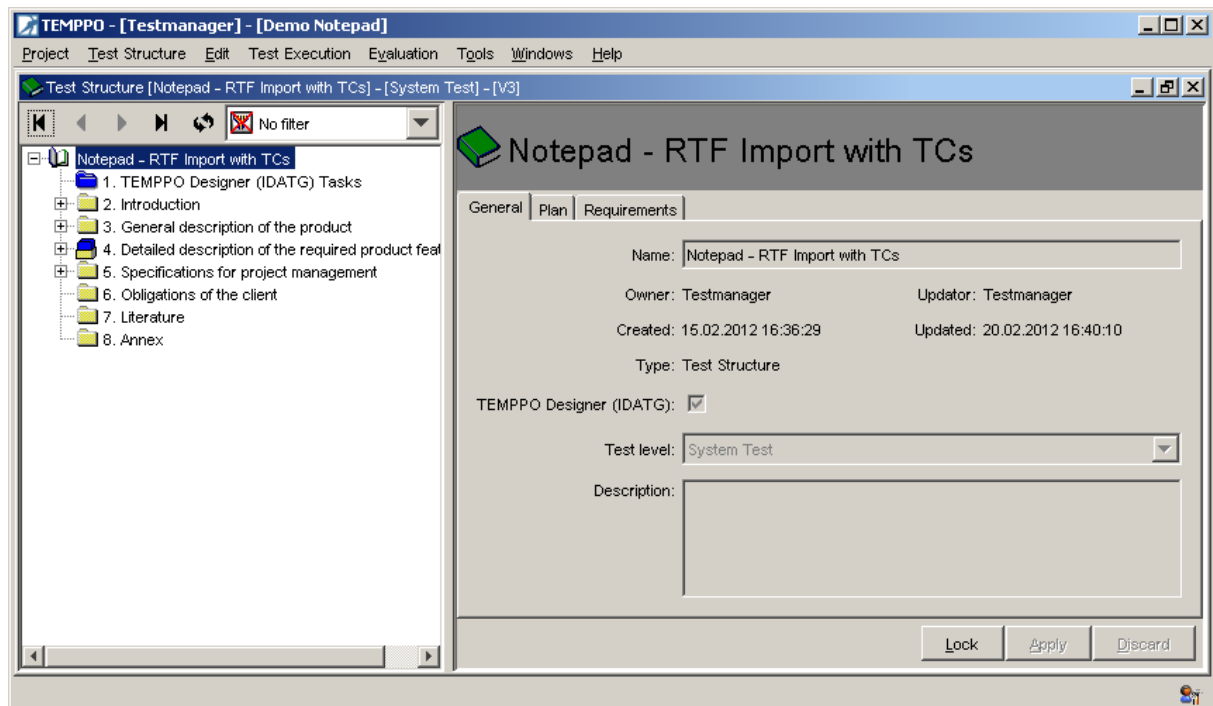 TEMPPO - [Testmanager] - [Demo Notepad]
Project Test Structure Edit Test Execution Evaluation Tools Windows Help
Test Structure [Notepad - RTF Import with TCs] - [System Test] - [V3]
No filter
Notepad - RTF Import with TCs
1. TEMPPO Designer (IDATG) Tasks
2. Introduction
3. General description of the product
4. Detailed description of the required product feat
5. Specifications for project management
6. Obligations of the client
7. Literature
8. Annex
Notepad - RTF Import with TCs
General Plan Requirements
Name: Notepad - RTF Import with TCs
Owner: Testmanager Updator: Testmanager
Created: 15.02.2012 16:36:29 Updated: 20.02.2012 16:40:10
Type: Test Structure
TEMPPO Designer (IDATG):
Test level: System Test
Description:
Lock Apply Discard